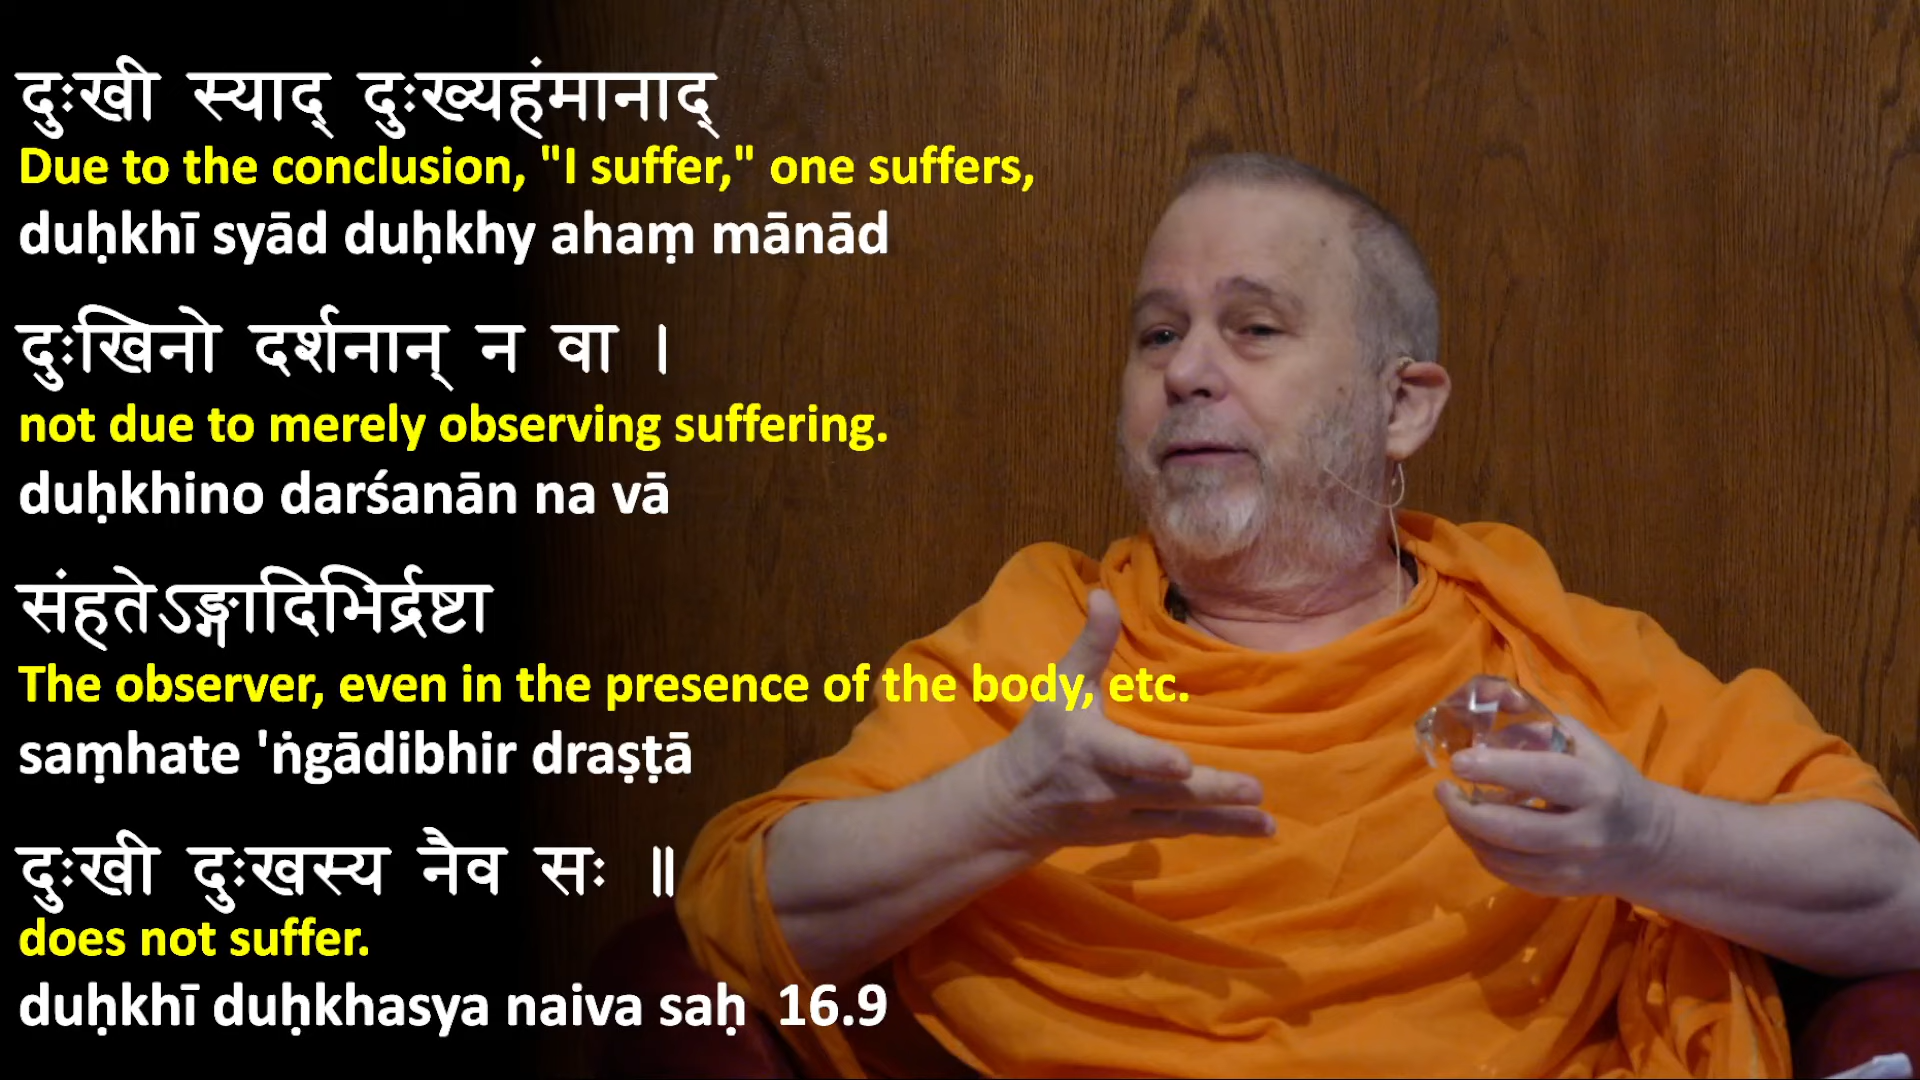 दुःखी स्याद् दुःख्यहंमानाद्
Due to the conclusion, "I suffer," one suffers,
duḥkhī syād duḥkhy ahaṃ mānād
दुःखिनो दर्शनान् न वा ।
not due to merely observing suffering.
duḥkhino darśanān na vā
संहतेऽङ्गादिभिर्द्रष्टा
The observer, even in the presence of the body, etc.
saṃhate 'ṅgādibhir draṣṭā
दुःखी दुःखस्य नैव सः ॥
does not suffer.
duḥkhī duḥkhasya naiva saḥ 16.9